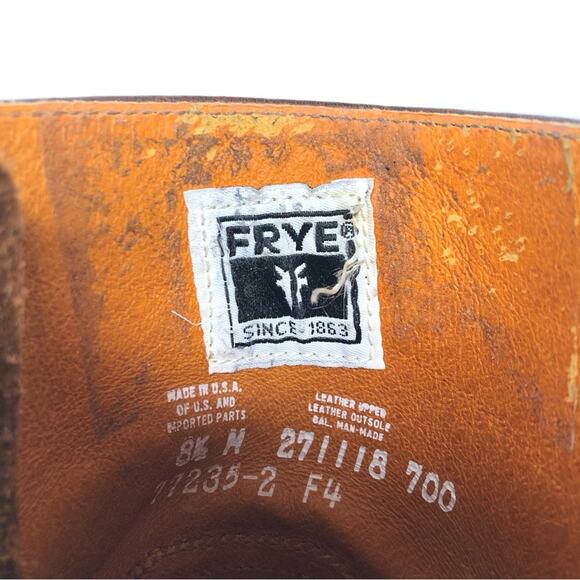 FRYE®
SINCE 1863
MADE IN U.S.A.
OF U.S. AND
IMPORTED PARTS
LEATHER UPPER
LEATHER OUTSOLE
BAL. MAN-MADE
8½ M 271118 700
77235-2 F4